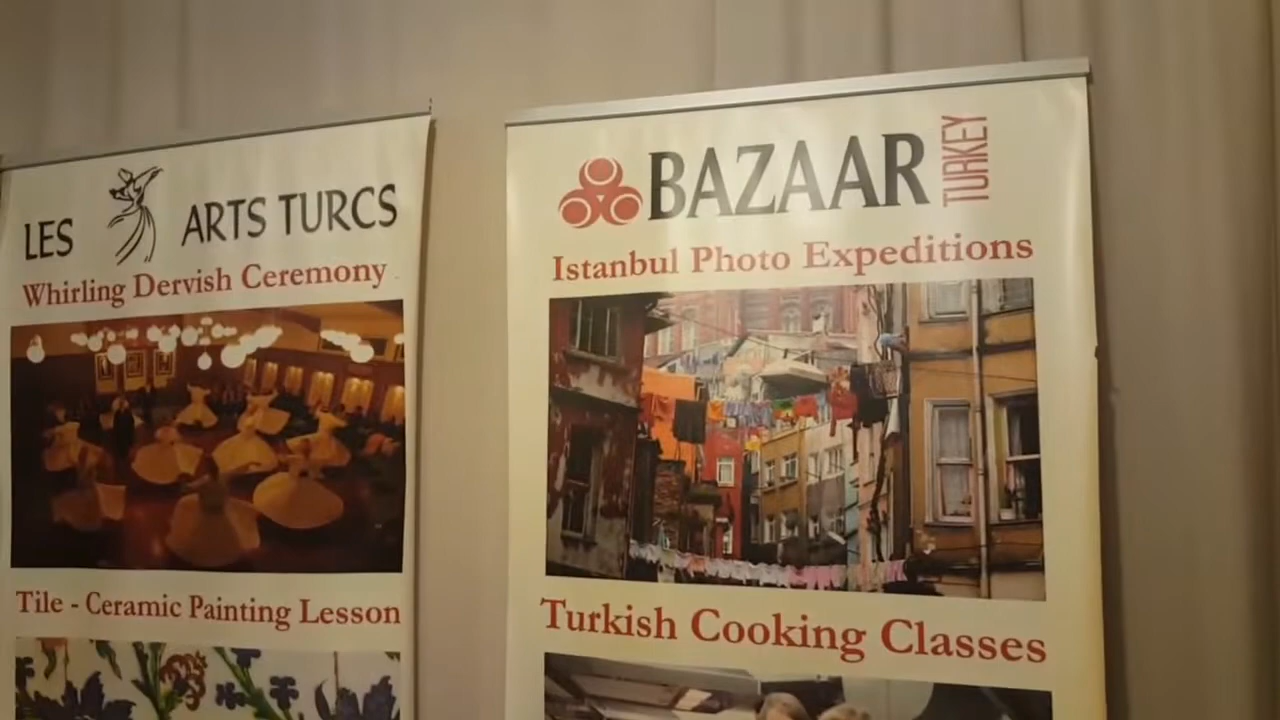 LES ARTS TURCS
Whirling Dervish Ceremony
Tile - Ceramic Painting Lesson
BAZAAR TURKEY
Istanbul Photo Expeditions
Turkish Cooking Classes